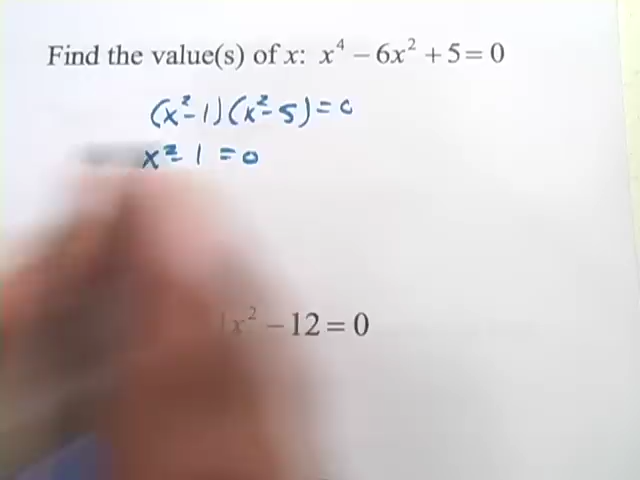 Find the value(s) of x: x⁴ − 6x² + 5 = 0
(x² − 1)(x² − 5) = 0
x² − 1 = 0
x² − 12 = 0